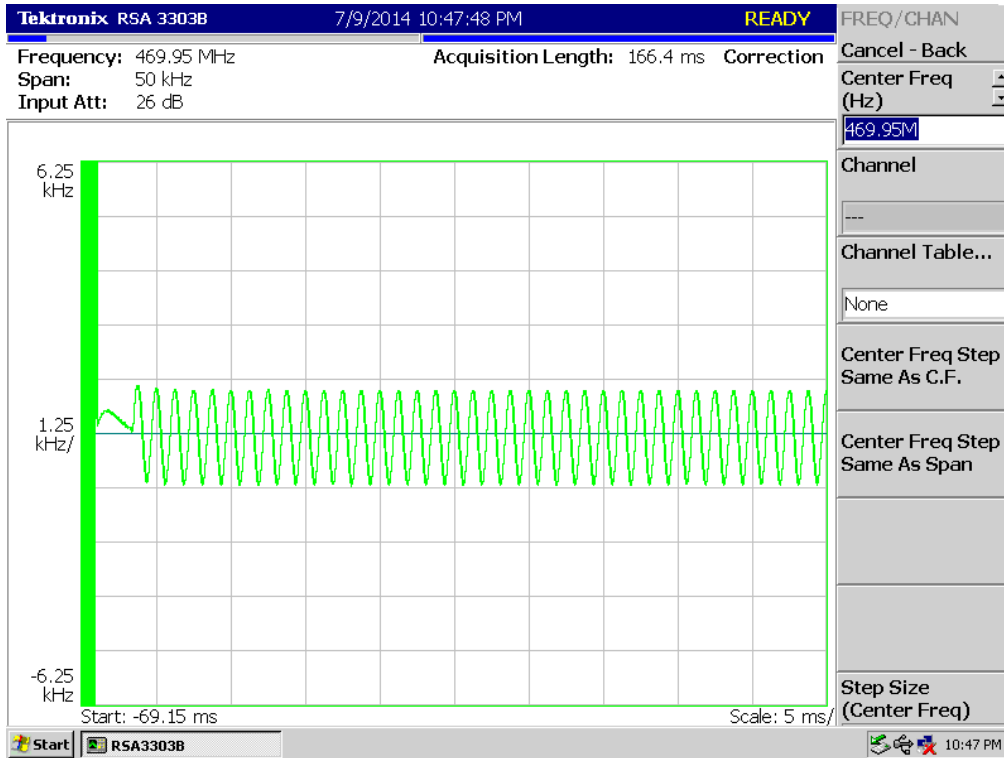 Tektronix RSA 3303B 7/9/2014 10:47:48 PM READY
Frequency: 469.95 MHz
Span: 50 kHz
Input Att: 26 dB
Acquisition Length: 166.4 ms Correction
6.25
kHz
1.25
kHz/
-6.25
kHz
Start: -69.15 ms Scale: 5 ms/
FREQ/CHAN
Cancel - Back
Center Freq
(Hz)
469.95M
Channel
---
Channel Table...
None
Center Freq Step
Same As C.F.
Center Freq Step
Same As Span
Step Size
(Center Freq)
Start RSA3303B 10:47 PM